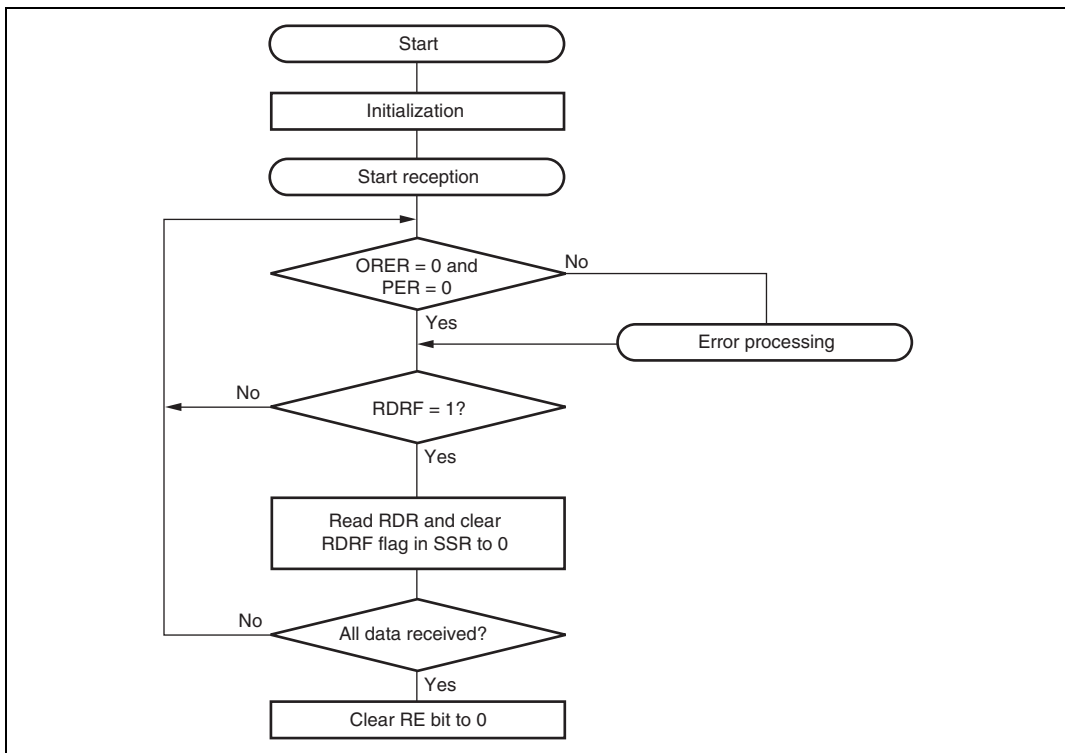 Start
Initialization
Start reception
ORER = 0 and
PER = 0
No
Yes
Error processing
No
RDRF = 1?
Yes
Read RDR and clear
RDRF flag in SSR to 0
No
All data received?
Yes
Clear RE bit to 0